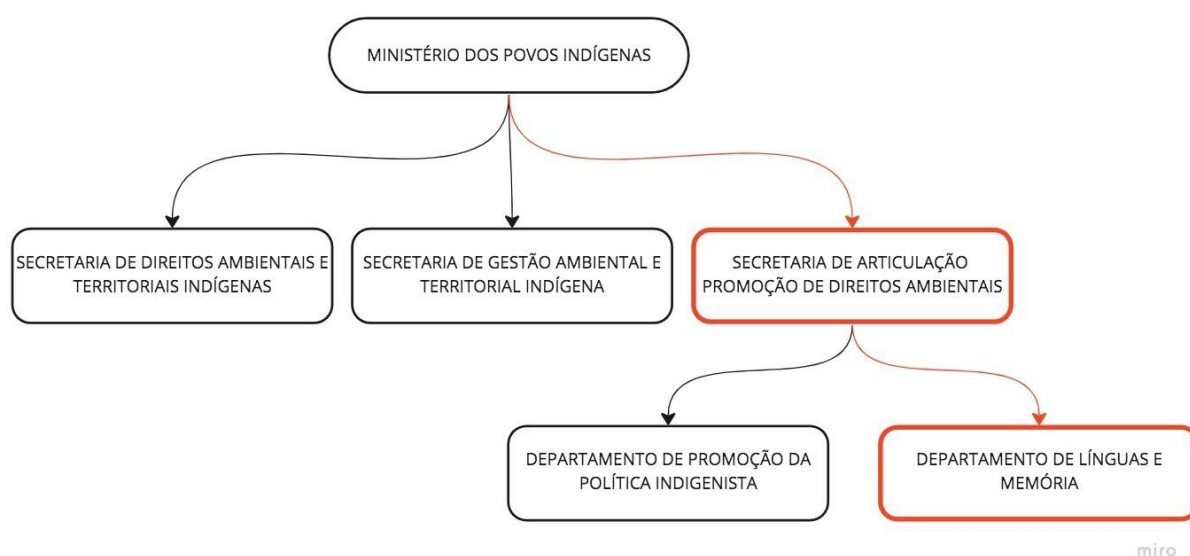 MINISTÉRIO DOS POVOS INDÍGENAS
SECRETARIA DE DIREITOS AMBIENTAIS E
TERRITORIAIS INDÍGENAS
SECRETARIA DE GESTÃO AMBIENTAL E
TERRITORIAL INDÍGENA
SECRETARIA DE ARTICULAÇÃO
PROMOÇÃO DE DIREITOS AMBIENTAIS
DEPARTAMENTO DE PROMOÇÃO DA
POLÍTICA INDIGENISTA
DEPARTAMENTO DE LÍNGUAS E
MEMÓRIA
miro